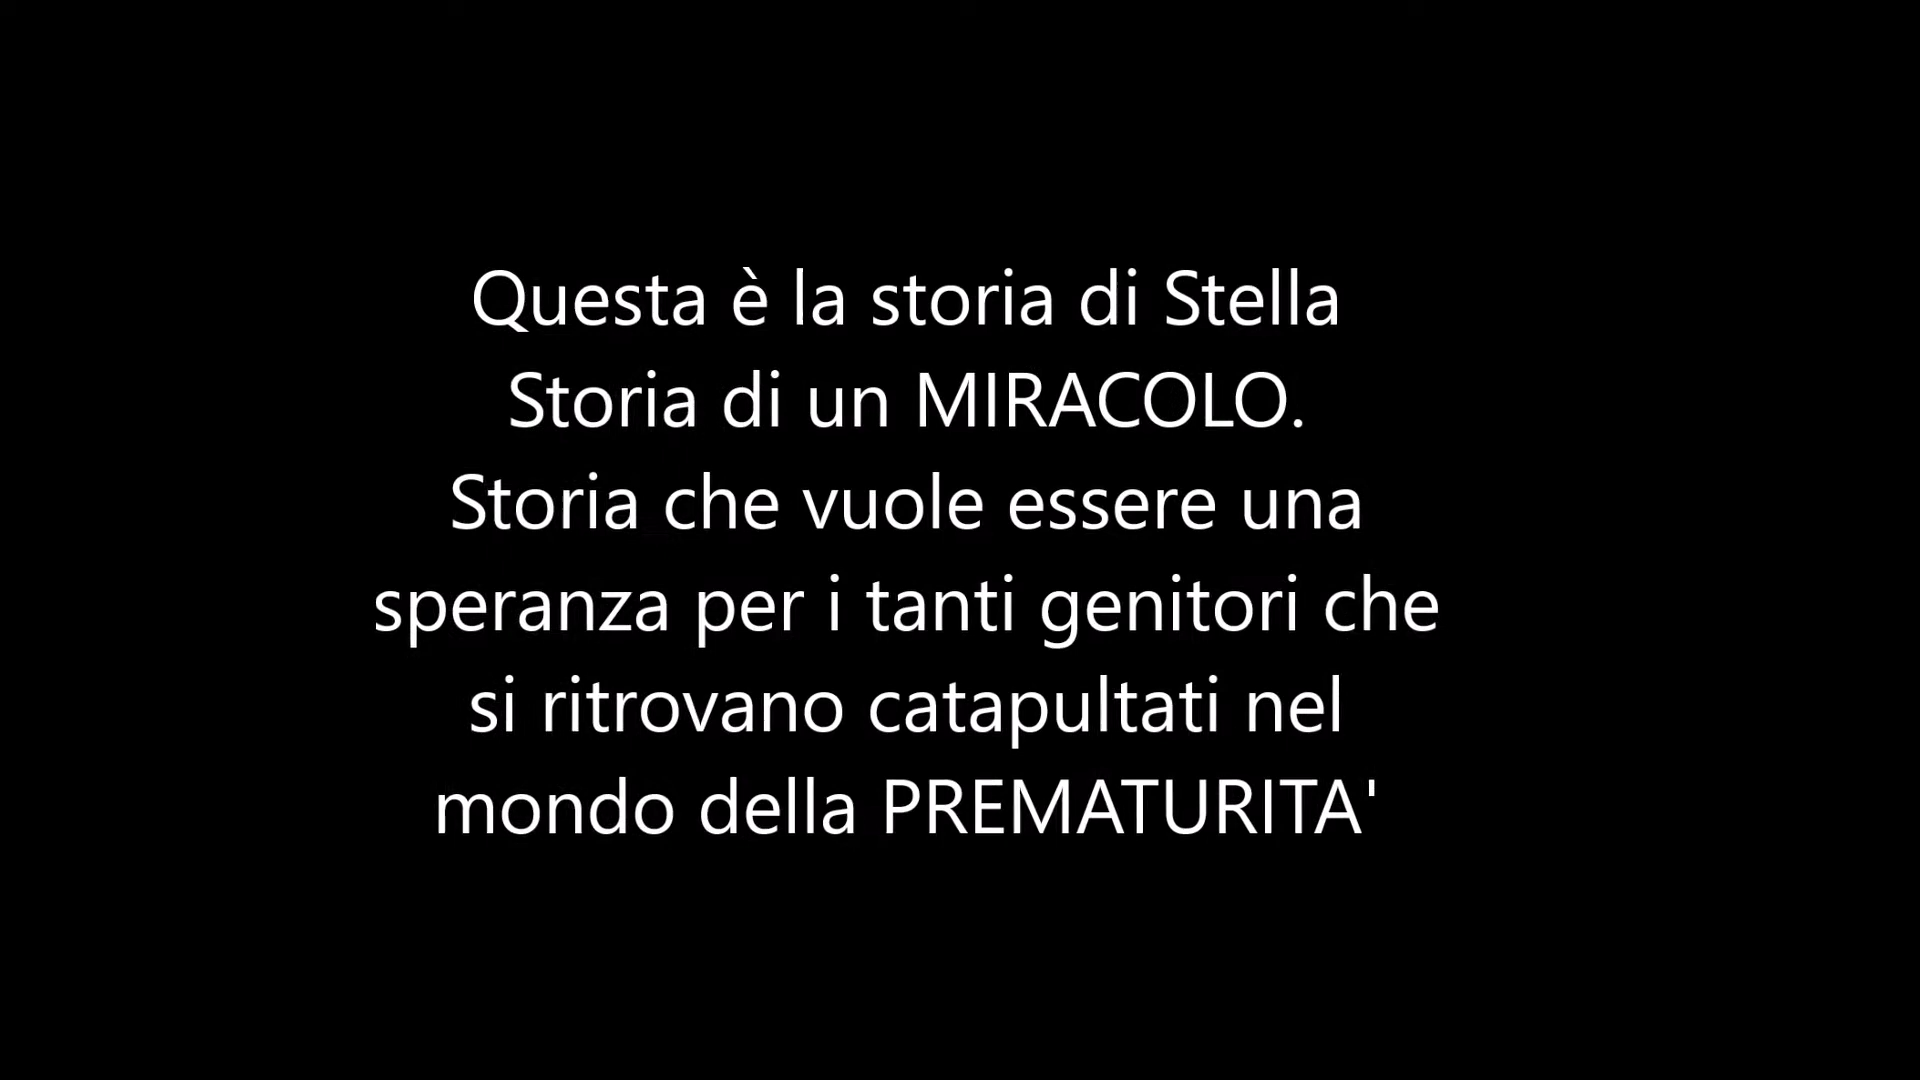 Questa è la storia di Stella
Storia di un MIRACOLO.
Storia che vuole essere una
speranza per i tanti genitori che
si ritrovano catapultati nel
mondo della PREMATURITA'